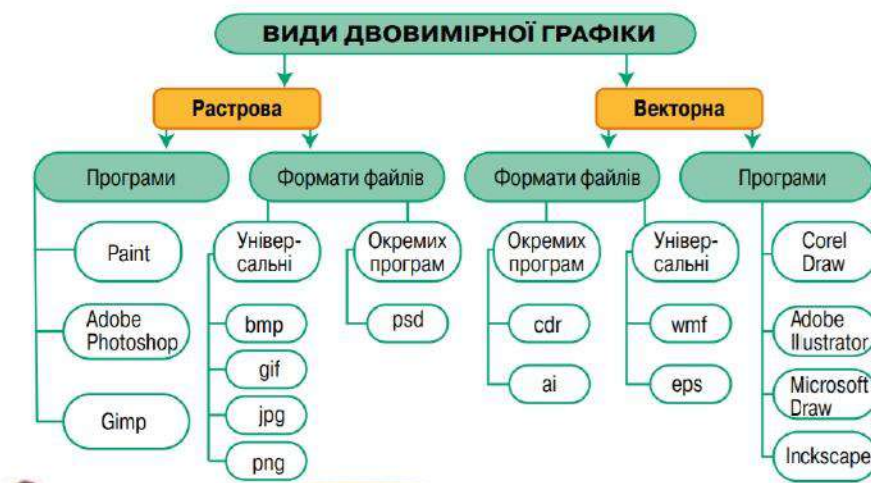 ВИДИ ДВОВИМІРНОЇ ГРАФІКИ
Растрова
Векторна
Програми
Формати файлів
Формати файлів
Програми
Paint
Adobe
Photoshop
Gimp
Універ-
сальні
bmp
gif
jpg
png
Окремих
програм
psd
Окремих
програм
cdr
ai
Універ-
сальні
wmf
eps
Corel
Draw
Adobe
Illustrator
Microsoft
Draw
Inckscape